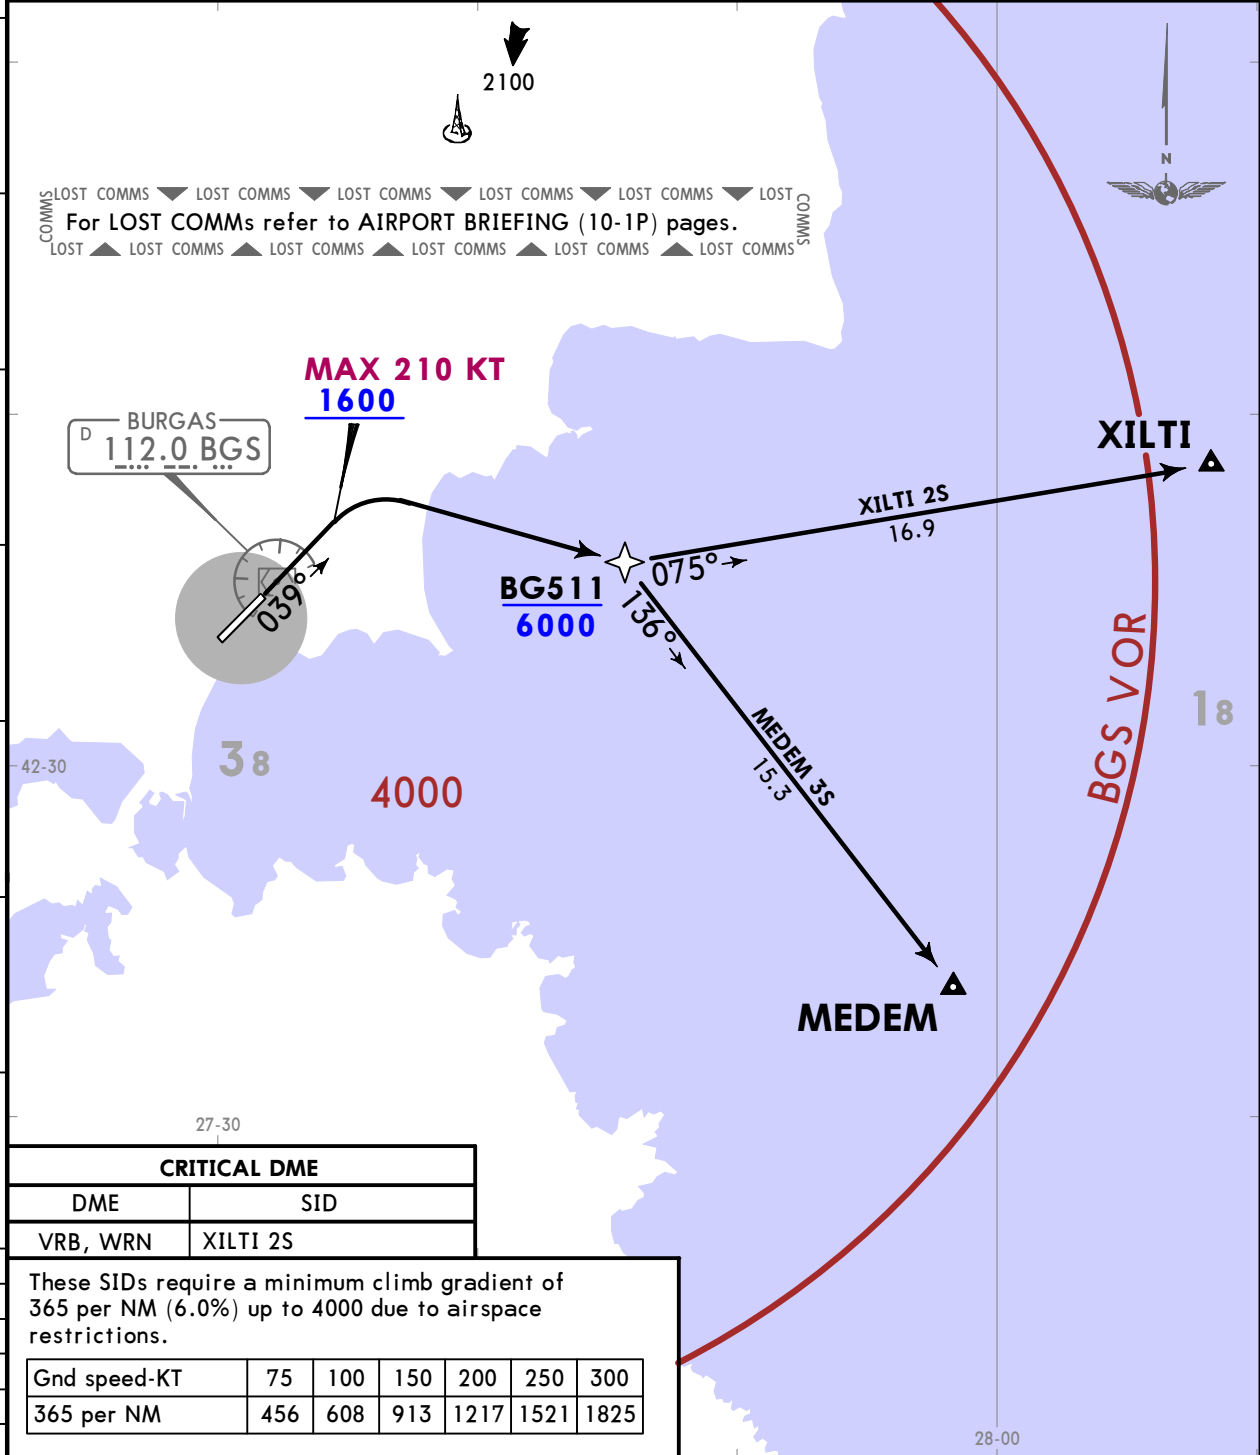 2100
N
LOST COMMS LOST COMMS LOST COMMS LOST COMMS LOST COMMS LOST
COMMS
For LOST COMMs refer to AIRPORT BRIEFING (10-1P) pages.
COMMS
LOST LOST COMMS LOST COMMS LOST COMMS LOST COMMS LOST COMMS
MAX 210 KT
1600
BURGAS
D 112.0 BGS
XILTI
XILTI 2S
16.9
075°
BG511
6000
039°
136°
MEDEM 3S
15.3
BGS VOR
18
38
42-30
4000
MEDEM
27-30
CRITICAL DME
DME SID
VRB, WRN XILTI 2S
These SIDs require a minimum climb gradient of
365 per NM (6.0%) up to 4000 due to airspace
restrictions.
Gnd speed-KT 75 100 150 200 250 300
365 per NM 456 608 913 1217 1521 1825
28-00